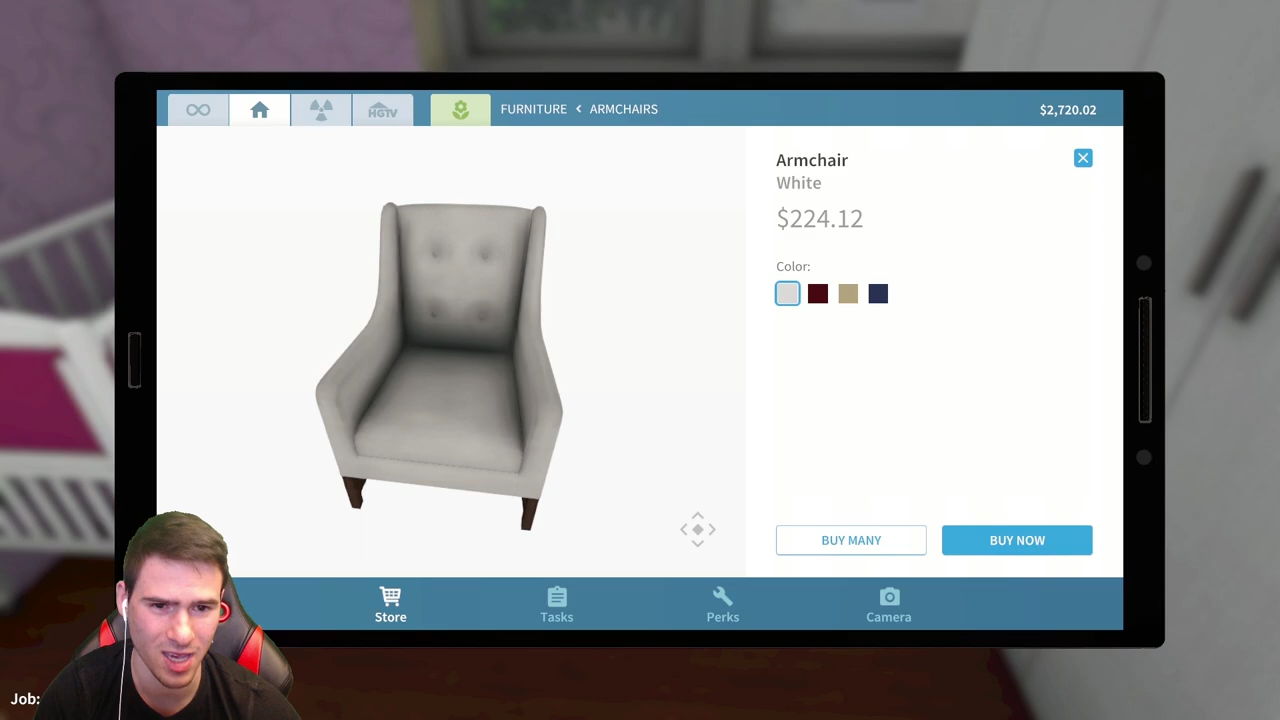 HGTV
FURNITURE < ARMCHAIRS
$2,720.02
Armchair
White
$224.12
Color:
BUY MANY
BUY NOW
Store
Tasks
Perks
Camera
Job: